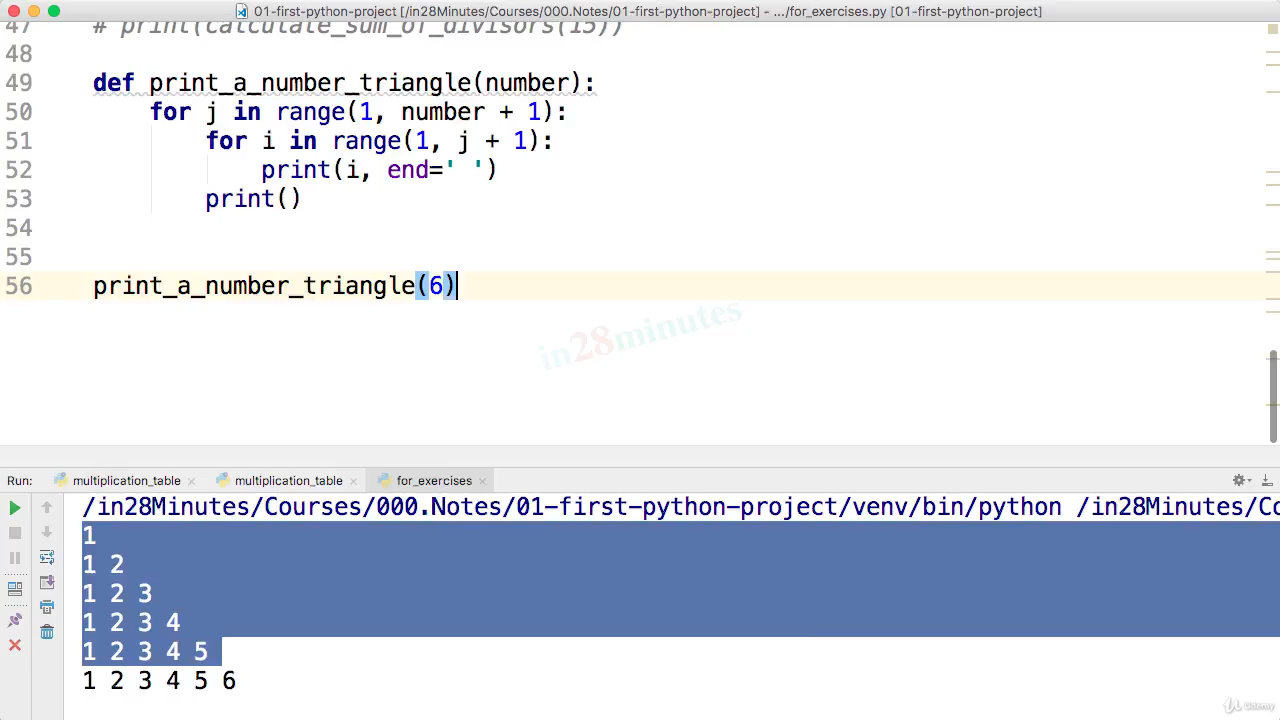 01-first-python-project [/in28Minutes/Courses/000.Notes/01-first-python-project] - .../for_exercises.py [01-first-python-project]
47 # print(calculate_sum_of_divisors(15))
48
49 def print_a_number_triangle(number):
50 for j in range(1, number + 1):
51 for i in range(1, j + 1):
52 print(i, end=' ')
53 print()
54
55
56 print_a_number_triangle(6)
in28minutes
Run: multiplication_table multiplication_table for_exercises
/in28Minutes/Courses/000.Notes/01-first-python-project/venv/bin/python /in28Minutes/Co
1
1 2
1 2 3
1 2 3 4
1 2 3 4 5
1 2 3 4 5 6
Udemy